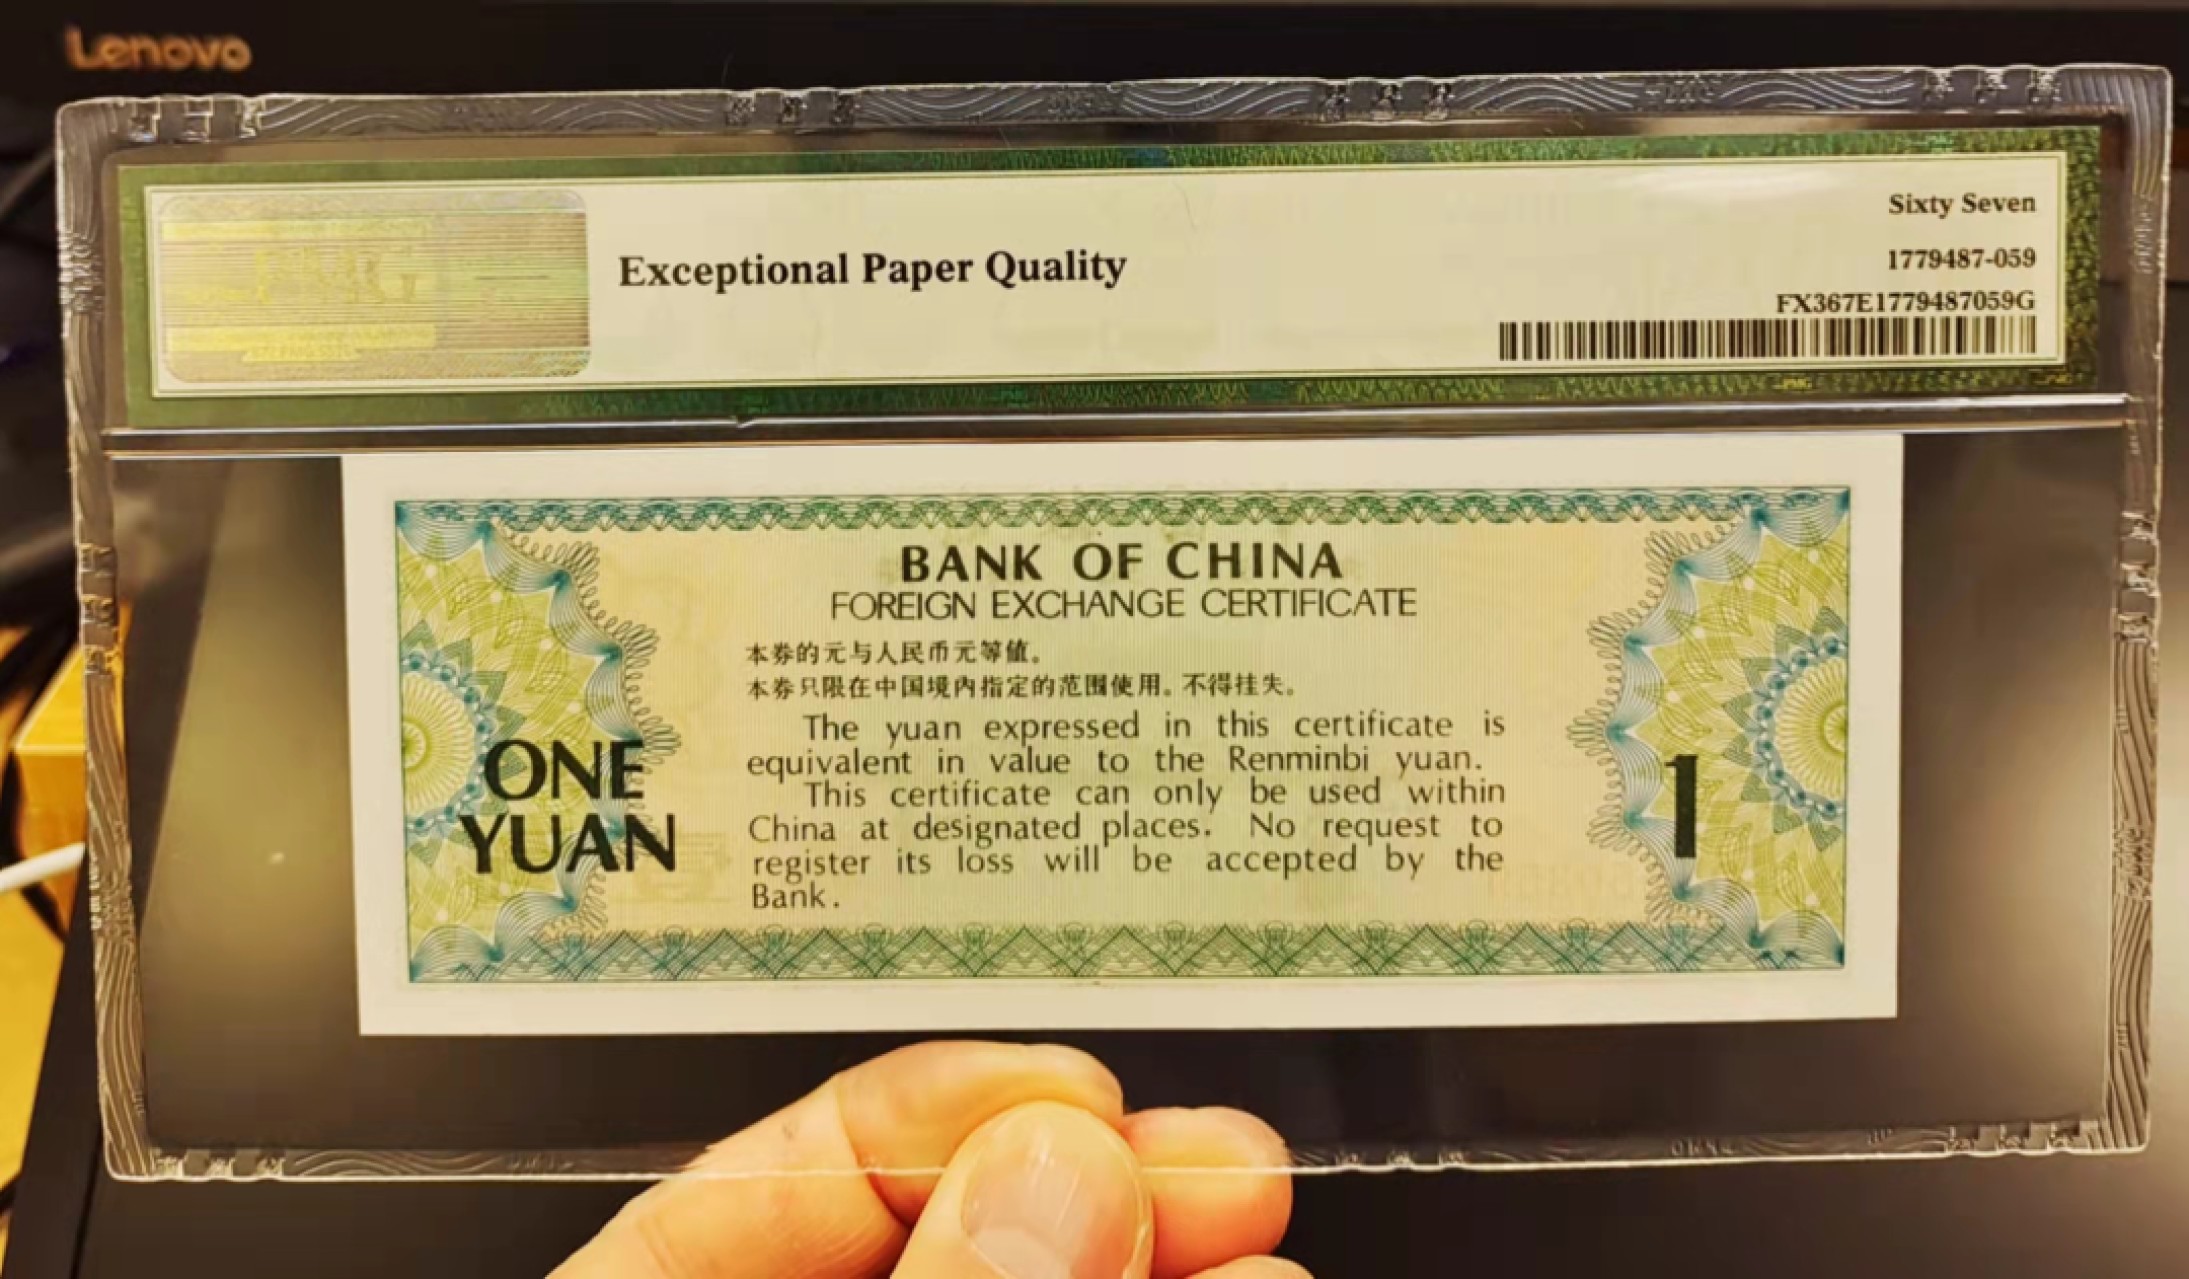 Lenovo
Exceptional Paper Quality
Sixty Seven
1779487-059
FX367E1779487059G
BANK OF CHINA
FOREIGN EXCHANGE CERTIFICATE
本券的元与人民币元等值。
本券只限在中国境内指定的范围使用。不得挂失。
The yuan expressed in this certificate is
equivalent in value to the Renminbi yuan.
This certificate can only be used within
China at designated places. No request to
register its loss will be accepted by the
Bank.
ONE
YUAN
1